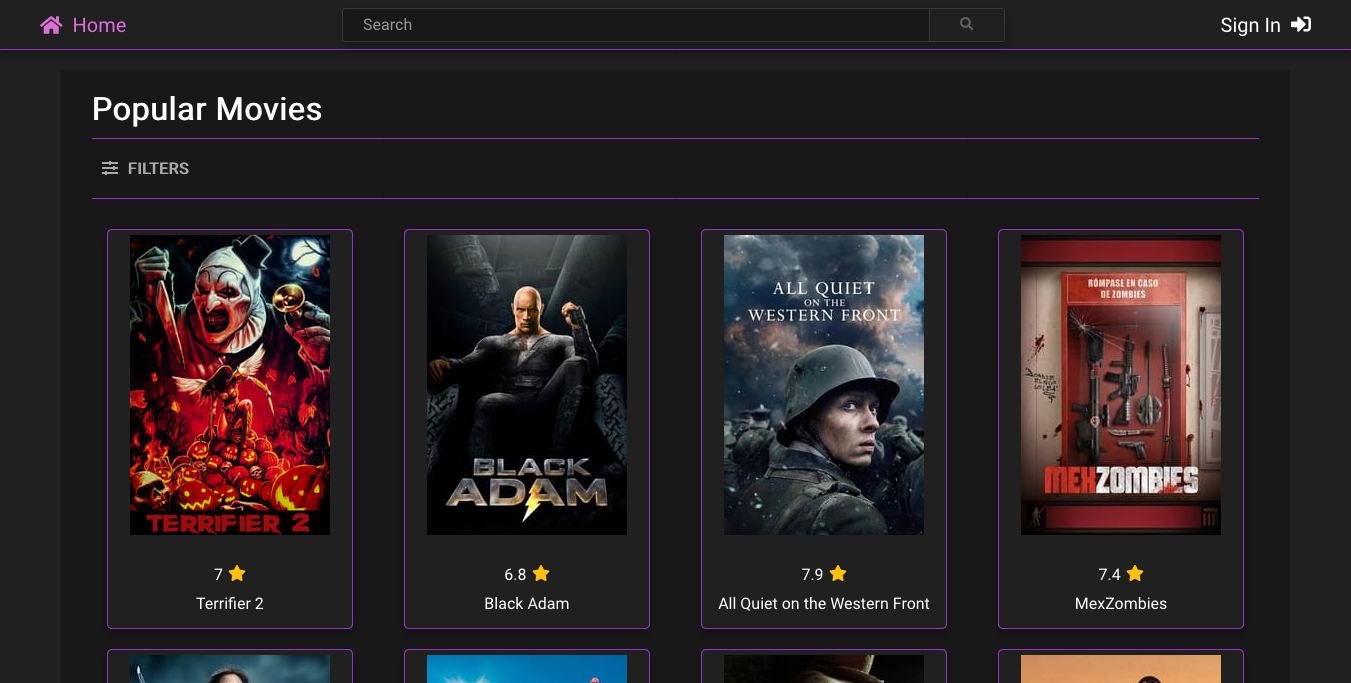 Home
Search
Sign In
Popular Movies
FILTERS
TERRIFIER 2
BLACK
ADAM
ALL QUIET
ON THE
WESTERN FRONT
RÓMPASE EN CASO
DE ZOMBIES
MEXZOMBIES
7
6.8
7.9
7.4
Terrifier 2
Black Adam
All Quiet on the Western Front
MexZombies